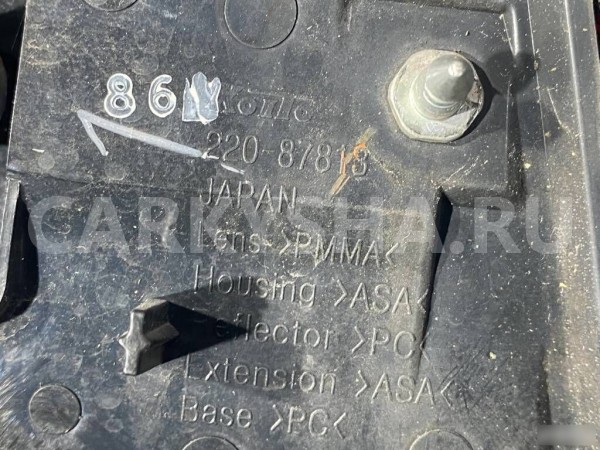 86
220-87813
JAPAN
CARKYSHA.RU
Lens >PMMA<
Housing >ASA<
Reflector >PC<
Extension >ASA<
Base >PC<